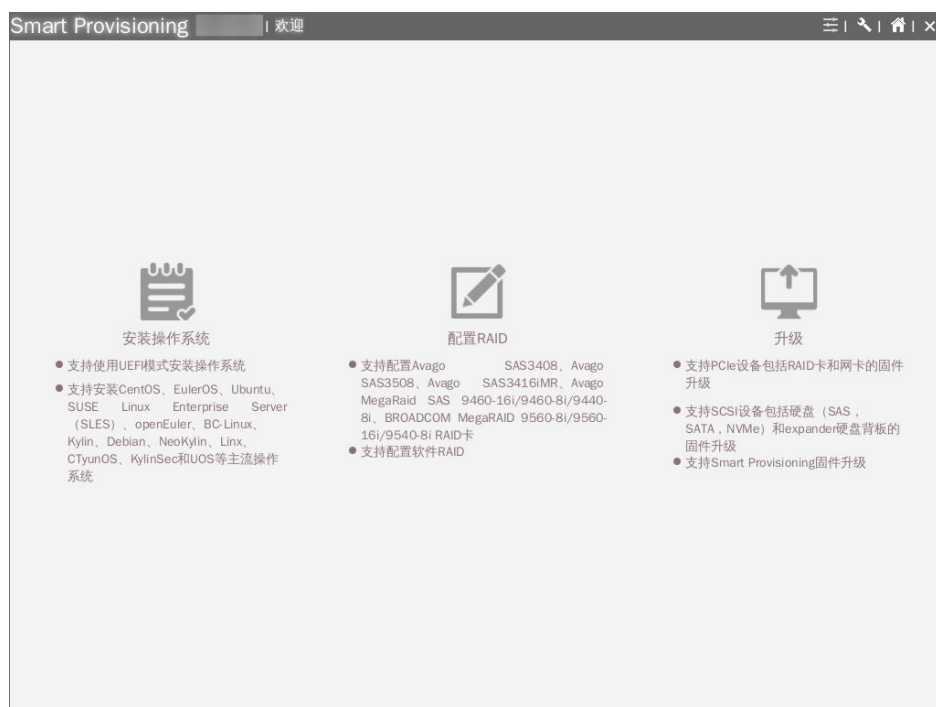 Smart Provisioning | 欢迎
安装操作系统
● 支持使用UEFI模式安装操作系统
● 支持安装CentOS、EulerOS、Ubuntu、
SUSE Linux Enterprise Server
（SLES）、openEuler、BC-Linux、
Kylin、Debian、NeoKylin、Linx、
CTyunOS、KylinSec和UOS等主流操作
系统
配置RAID
● 支持配置Avago SAS3408、Avago
SAS3508、Avago SAS3416iMR、Avago
MegaRaid SAS 9460-16i/9460-8i/9440-
8i、BROADCOM MegaRAID 9560-8i/9560-
16i/9540-8i RAID卡
● 支持配置软件RAID
升级
● 支持PCIe设备包括RAID卡和网卡的固件
升级
● 支持SCSI设备包括硬盘（SAS，
SATA，NVMe）和expander硬盘背板的
固件升级
● 支持Smart Provisioning固件升级